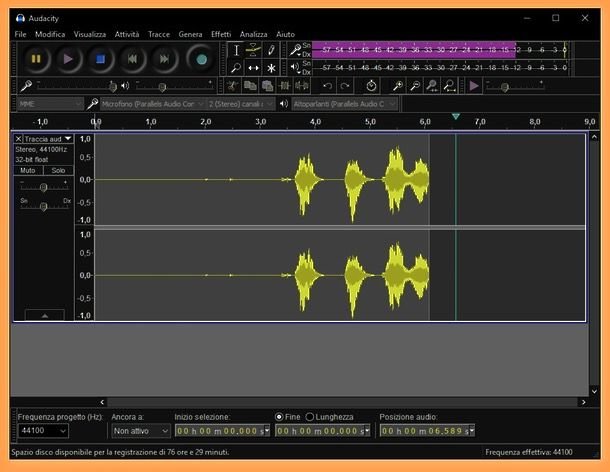 Audacity
File Modifica Visualizza Attività Tracce Genera Effetti Analizza Aiuto
Sn Dx -57 -54 -51 -48 -45 -42 -39 -36 -33 -30 -27 -24 -21 -18 -15 -12 -9 -6 -3 0
Sn Dx -57 -54 -51 -48 -45 -42 -39 -36 -33 -30 -27 -24 -21 -18 -15 -12 -9 -6 -3 0
MME Microfono (Parallels Audio Cor 2 (Stereo) canali Altoparlanti (Parallels Audio C
-1,0 0,0 1,0 2,0 3,0 4,0 5,0 6,0 7,0 8,0 9,0
Traccia aud
Stereo, 44100Hz
32-bit float
Muto Solo
Sn Dx
1,0
0,5-
0,0-
-0,5-
-1,0
1,0
0,5-
0,0-
-0,5-
-1,0
Frequenza progetto (Hz): Ancora a: Inizio selezione: Fine Lunghezza Posizione audio:
44100 Non attivo 00 h 00 m 00,000 s 00 h 00 m 00,000 s 00 h 00 m 06,589 s
Spazio disco disponibile per la registrazione di 76 ore e 29 minuti. Frequenza effettiva: 44100